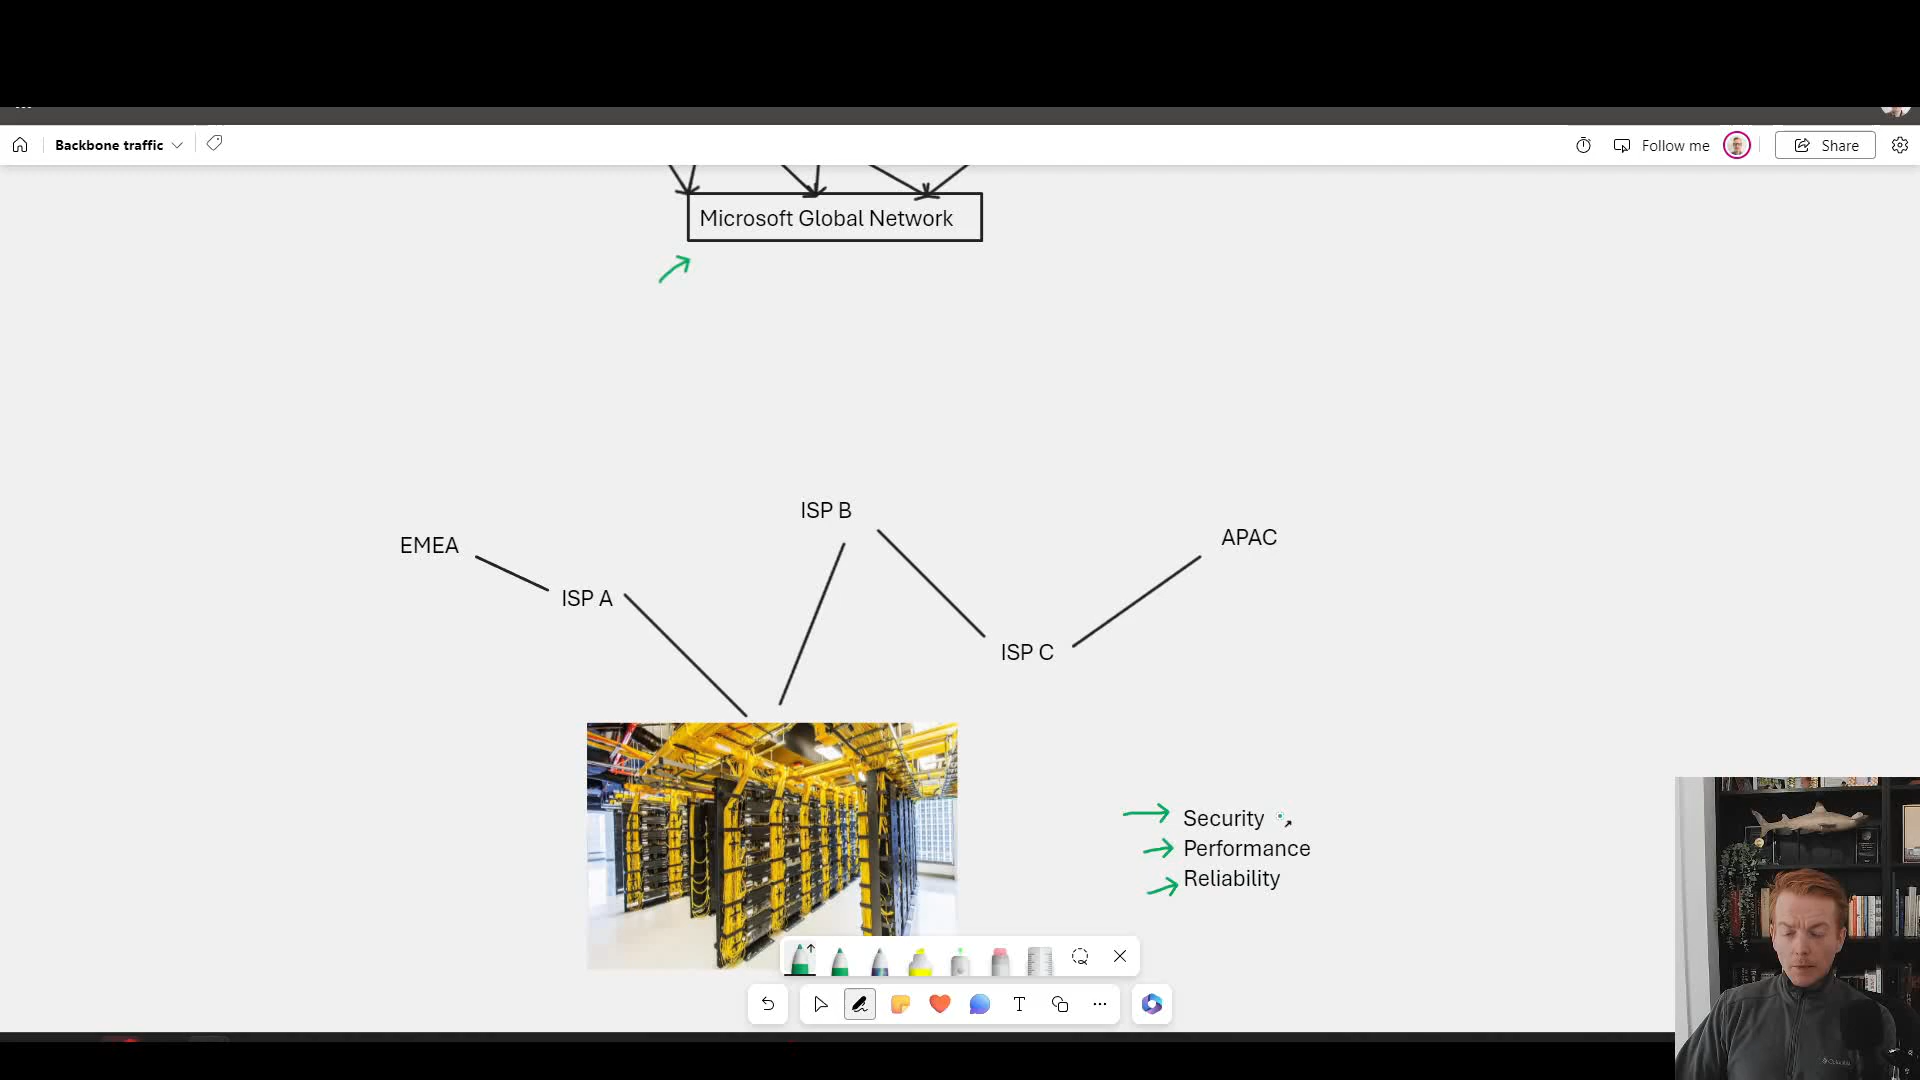 Backbone traffic
Follow me
Share
Microsoft Global Network
ISP B
EMEA
APAC
ISP A
ISP C
Security
Performance
Reliability
T